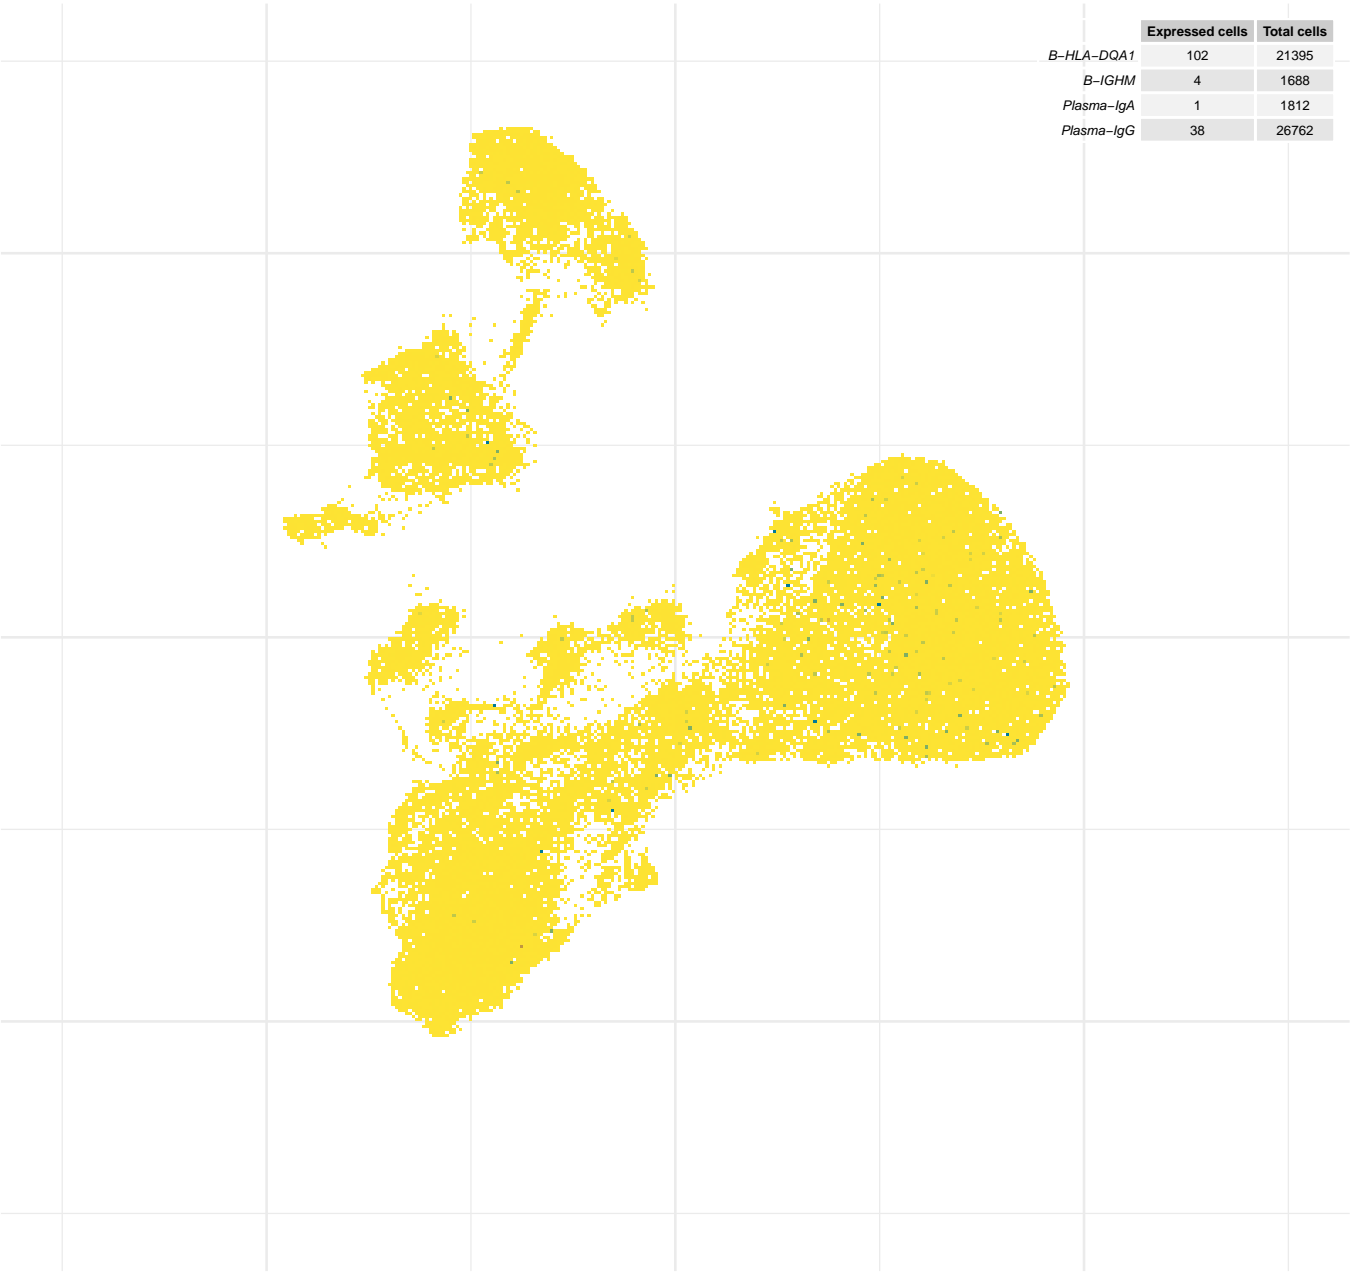 Expressed cells Total cells
B−HLA−DQA1 102 21395
B−IGHM 4 1688
Plasma−IgA 1 1812
Plasma−IgG 38 26762